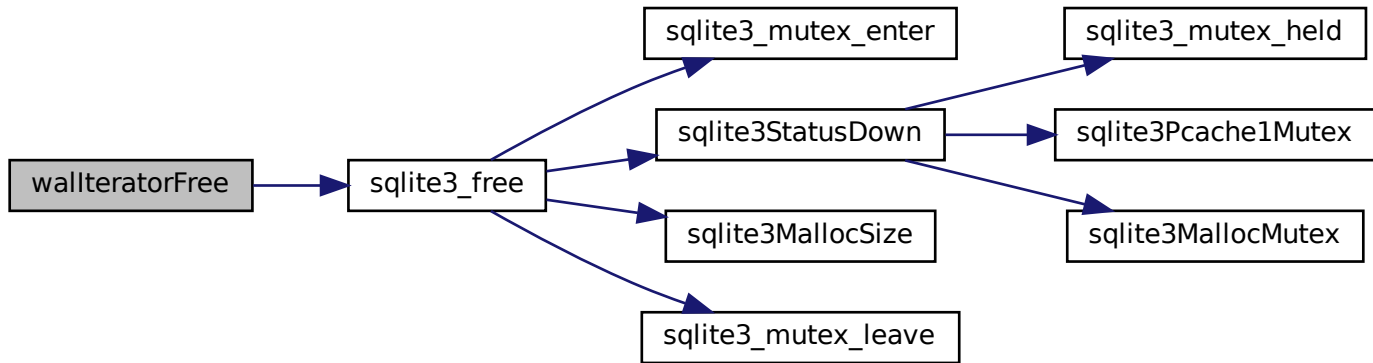 walIteratorFree
sqlite3_free
sqlite3_mutex_enter
sqlite3StatusDown
sqlite3MallocSize
sqlite3_mutex_leave
sqlite3_mutex_held
sqlite3Pcache1Mutex
sqlite3MallocMutex